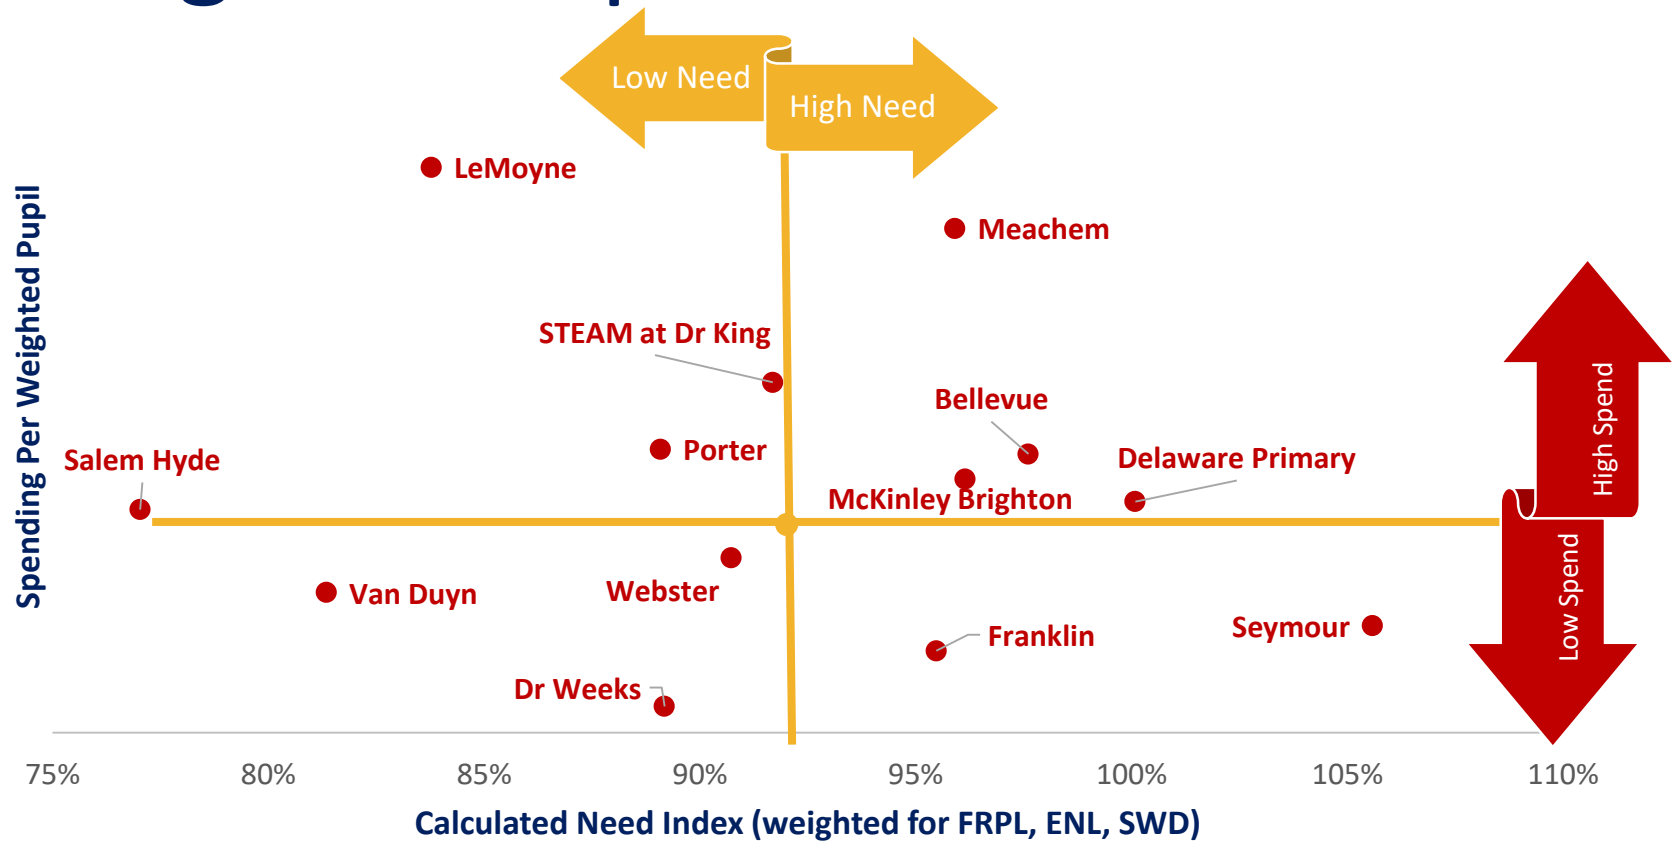 Low Need
High Need
LeMoyne
Meachem
STEAM at Dr King
Bellevue
Porter
Delaware Primary
Salem Hyde
McKinley Brighton
Webster
Van Duyn
Franklin
Seymour
Dr Weeks
High Spend
Low Spend
Spending Per Weighted Pupil
75% 80% 85% 90% 95% 100% 105% 110%
Calculated Need Index (weighted for FRPL, ENL, SWD)